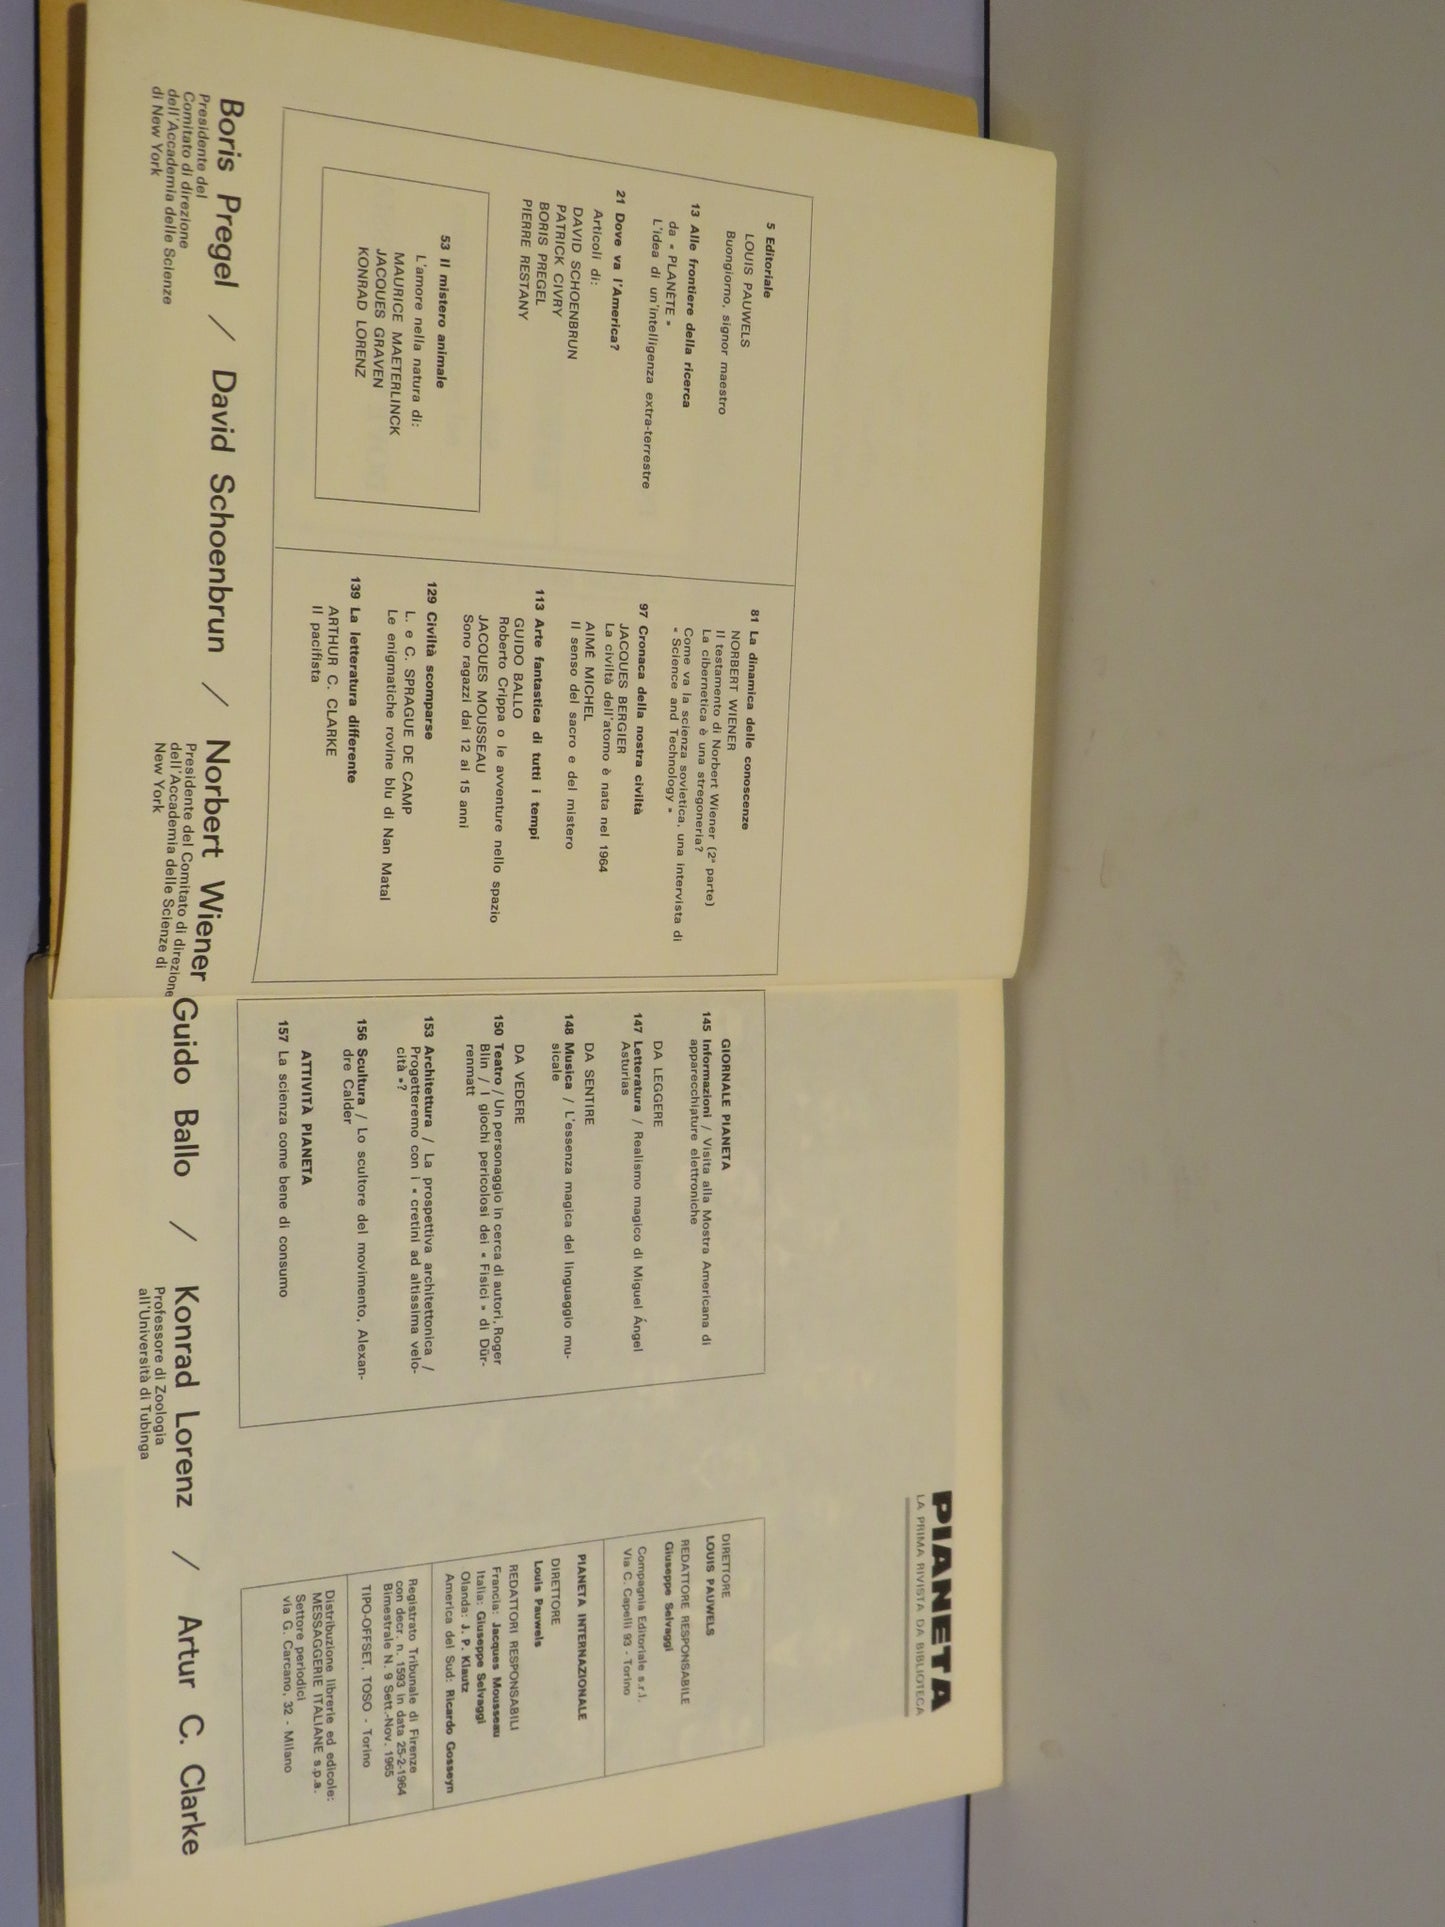 5 Editoriale
LOUIS PAUWELS
Buongiorno, signor maestro
13 Alle frontiere della ricerca
da « PLANÈTE »
L'idea di un'intelligenza extra-terrestre
21 Dove va l'America?
Articoli di:
DAVID SCHOENBRUN
PATRICK CIVRY
BORIS PREGEL
PIERRE RESTANY
53 Il mistero animale
L'amore nella natura di:
MAURICE MAETERLINCK
JACQUES GRAVEN
KONRAD LORENZ
81 La dinamica delle conoscenze
NORBERT WIENER
Il testamento di Norbert Wiener (2ª parte)
La cibernetica è una stregoneria?
Come va la scienza sovietica, una intervista di
« Science and Technology »
97 Cronaca della nostra civiltà
JACQUES BERGIER
La civiltà dell'atomo è nata nel 1964
AIMÉ MICHEL
Il senso del sacro e del mistero
113 Arte fantastica di tutti i tempi
GUIDO BALLO
Roberto Crippa o le avventure nello spazio
JACQUES MOUSSEAU
Sono ragazzi dai 12 ai 15 anni
129 Civiltà scomparse
L. e C. SPRAGUE DE CAMP
Le enigmatiche rovine blu di Nan Matal
139 La letteratura differente
ARTHUR C. CLARKE
Il pacifista
Boris Pregel / David Schoenbrun / Norbert Wiener
Presidente del
Comitato di direzione
dell'Accademia delle Scienze
di New York
Presidente del Comitato di direzione
dell'Accademia delle Scienze di
New York
PIANETA
LA PRIMA RIVISTA DA BIBLIOTECA
GIORNALE PIANETA
145 Informazioni / Visita alla Mostra Americana di
apparecchiature elettroniche
DA LEGGERE
147 Letteratura / Realismo magico di Miguel Ángel
Asturias
DA SENTIRE
148 Musica / L'essenza magica del linguaggio mu-
sicale
DA VEDERE
150 Teatro / Un personaggio in cerca di autori, Roger
Blin / I giochi pericolosi dei « Fisici » di Dür-
renmatt
153 Architettura / La prospettiva architettonica /
Progetteremo con i « cretini ad altissima velo-
cità »?
156 Scultura / Lo scultore del movimento, Alexan-
dre Calder
ATTIVITÀ PIANETA
157 La scienza come bene di consumo
DIRETTORE
LOUIS PAUWELS
REDATTORE RESPONSABILE
Giuseppe Selvaggi
Compagnia Editoriale s.r.l.
Via C. Capelli 93 - Torino
PIANETA INTERNAZIONALE
DIRETTORE
Louis Pauwels
REDATTORI RESPONSABILI
Francia: Jacques Mousseau
Italia: Giuseppe Selvaggi
Olanda: J. P. Klautz
America del Sud: Ricardo Gosseyn
Registrato Tribunale di Firenze
con decr. n. 1593 in data 25-2-1964
Bimestrale N. 9 Sett.-Nov. 1965
TIPO-OFFSET, TOSO - Torino
Distribuzione librerie ed edicole:
MESSAGGERIE ITALIANE s.p.a.
Settore periodici
via G. Carcano, 32 - Milano
Guido Ballo / Konrad Lorenz / Artur C. Clarke
Professore di Zoologia
all'Università di Tubinga